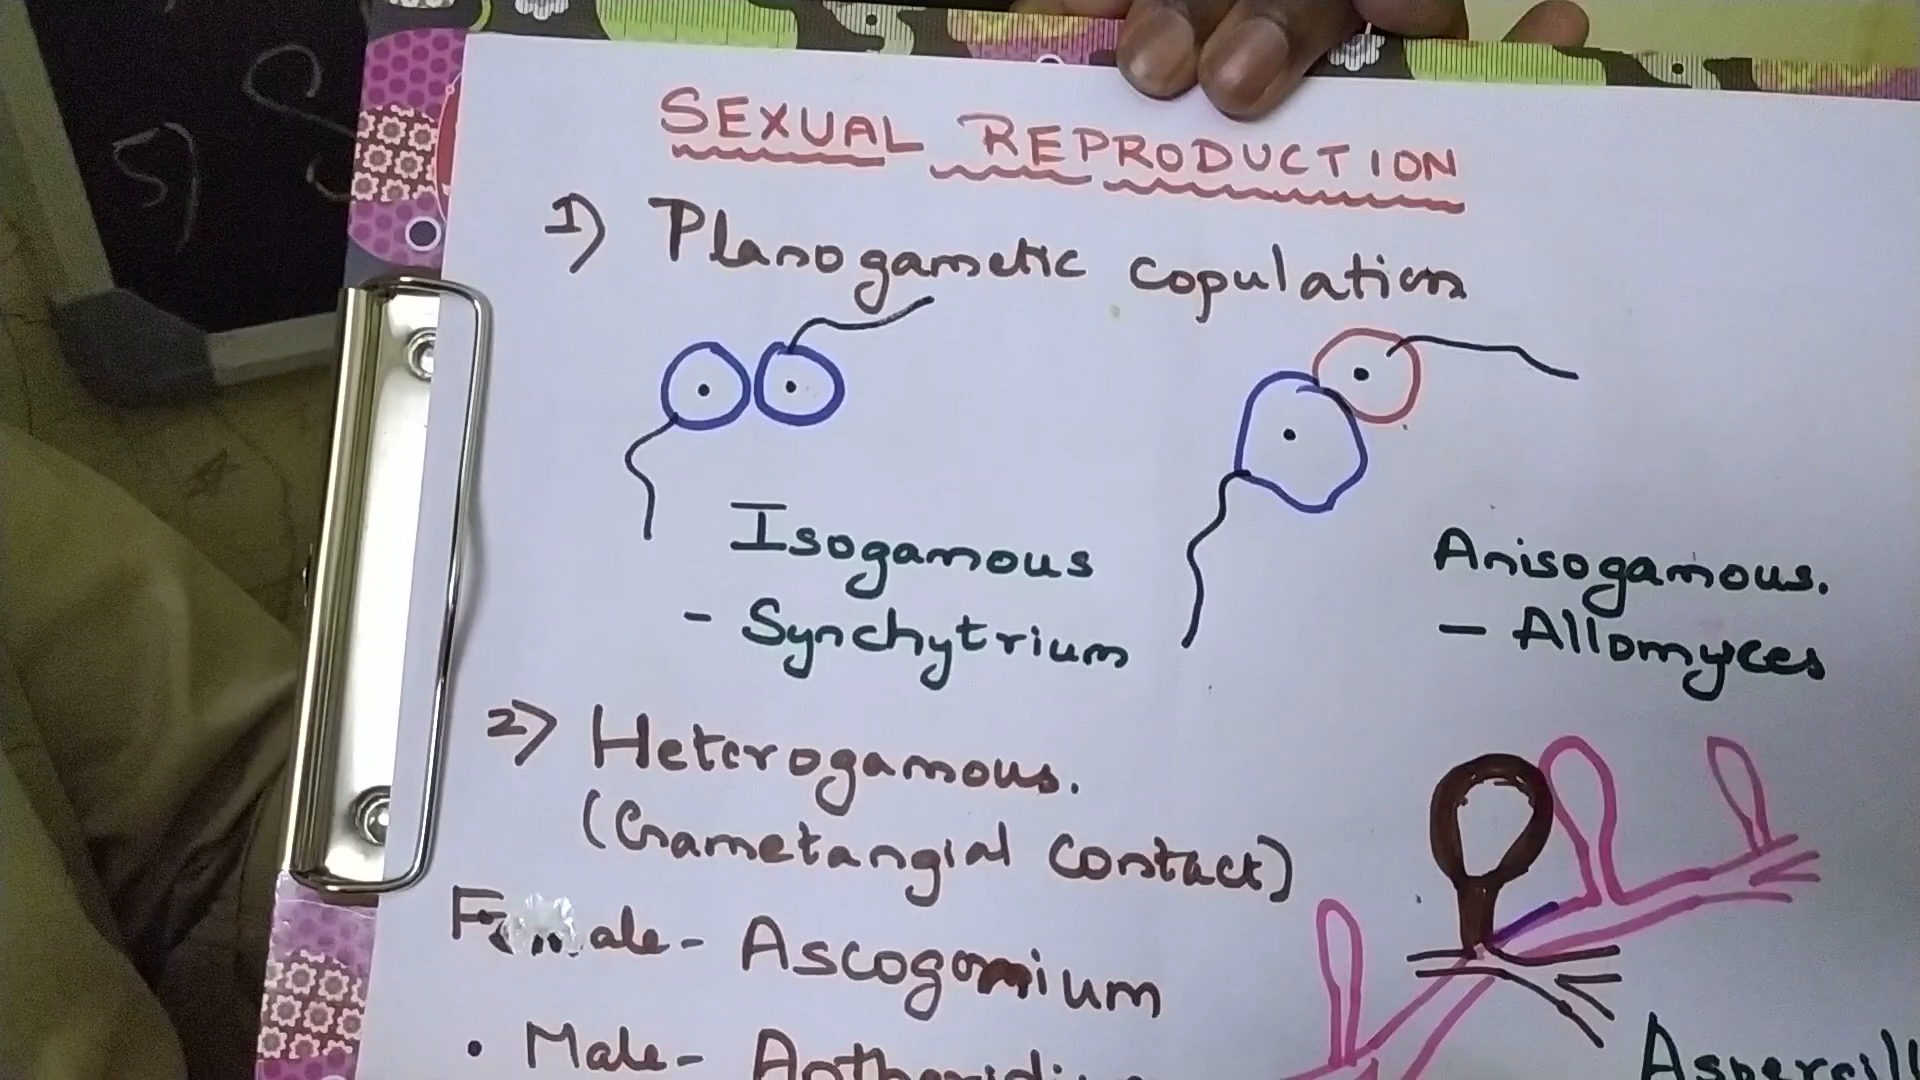 SEXUAL REPRODUCTION
1) Planogametic copulation
Isogamous
- Synchytrium
Anisogamous.
- Allomyces
2) Heterogamous.
(Gametangial contact)
Female - Ascogonium
• Male -